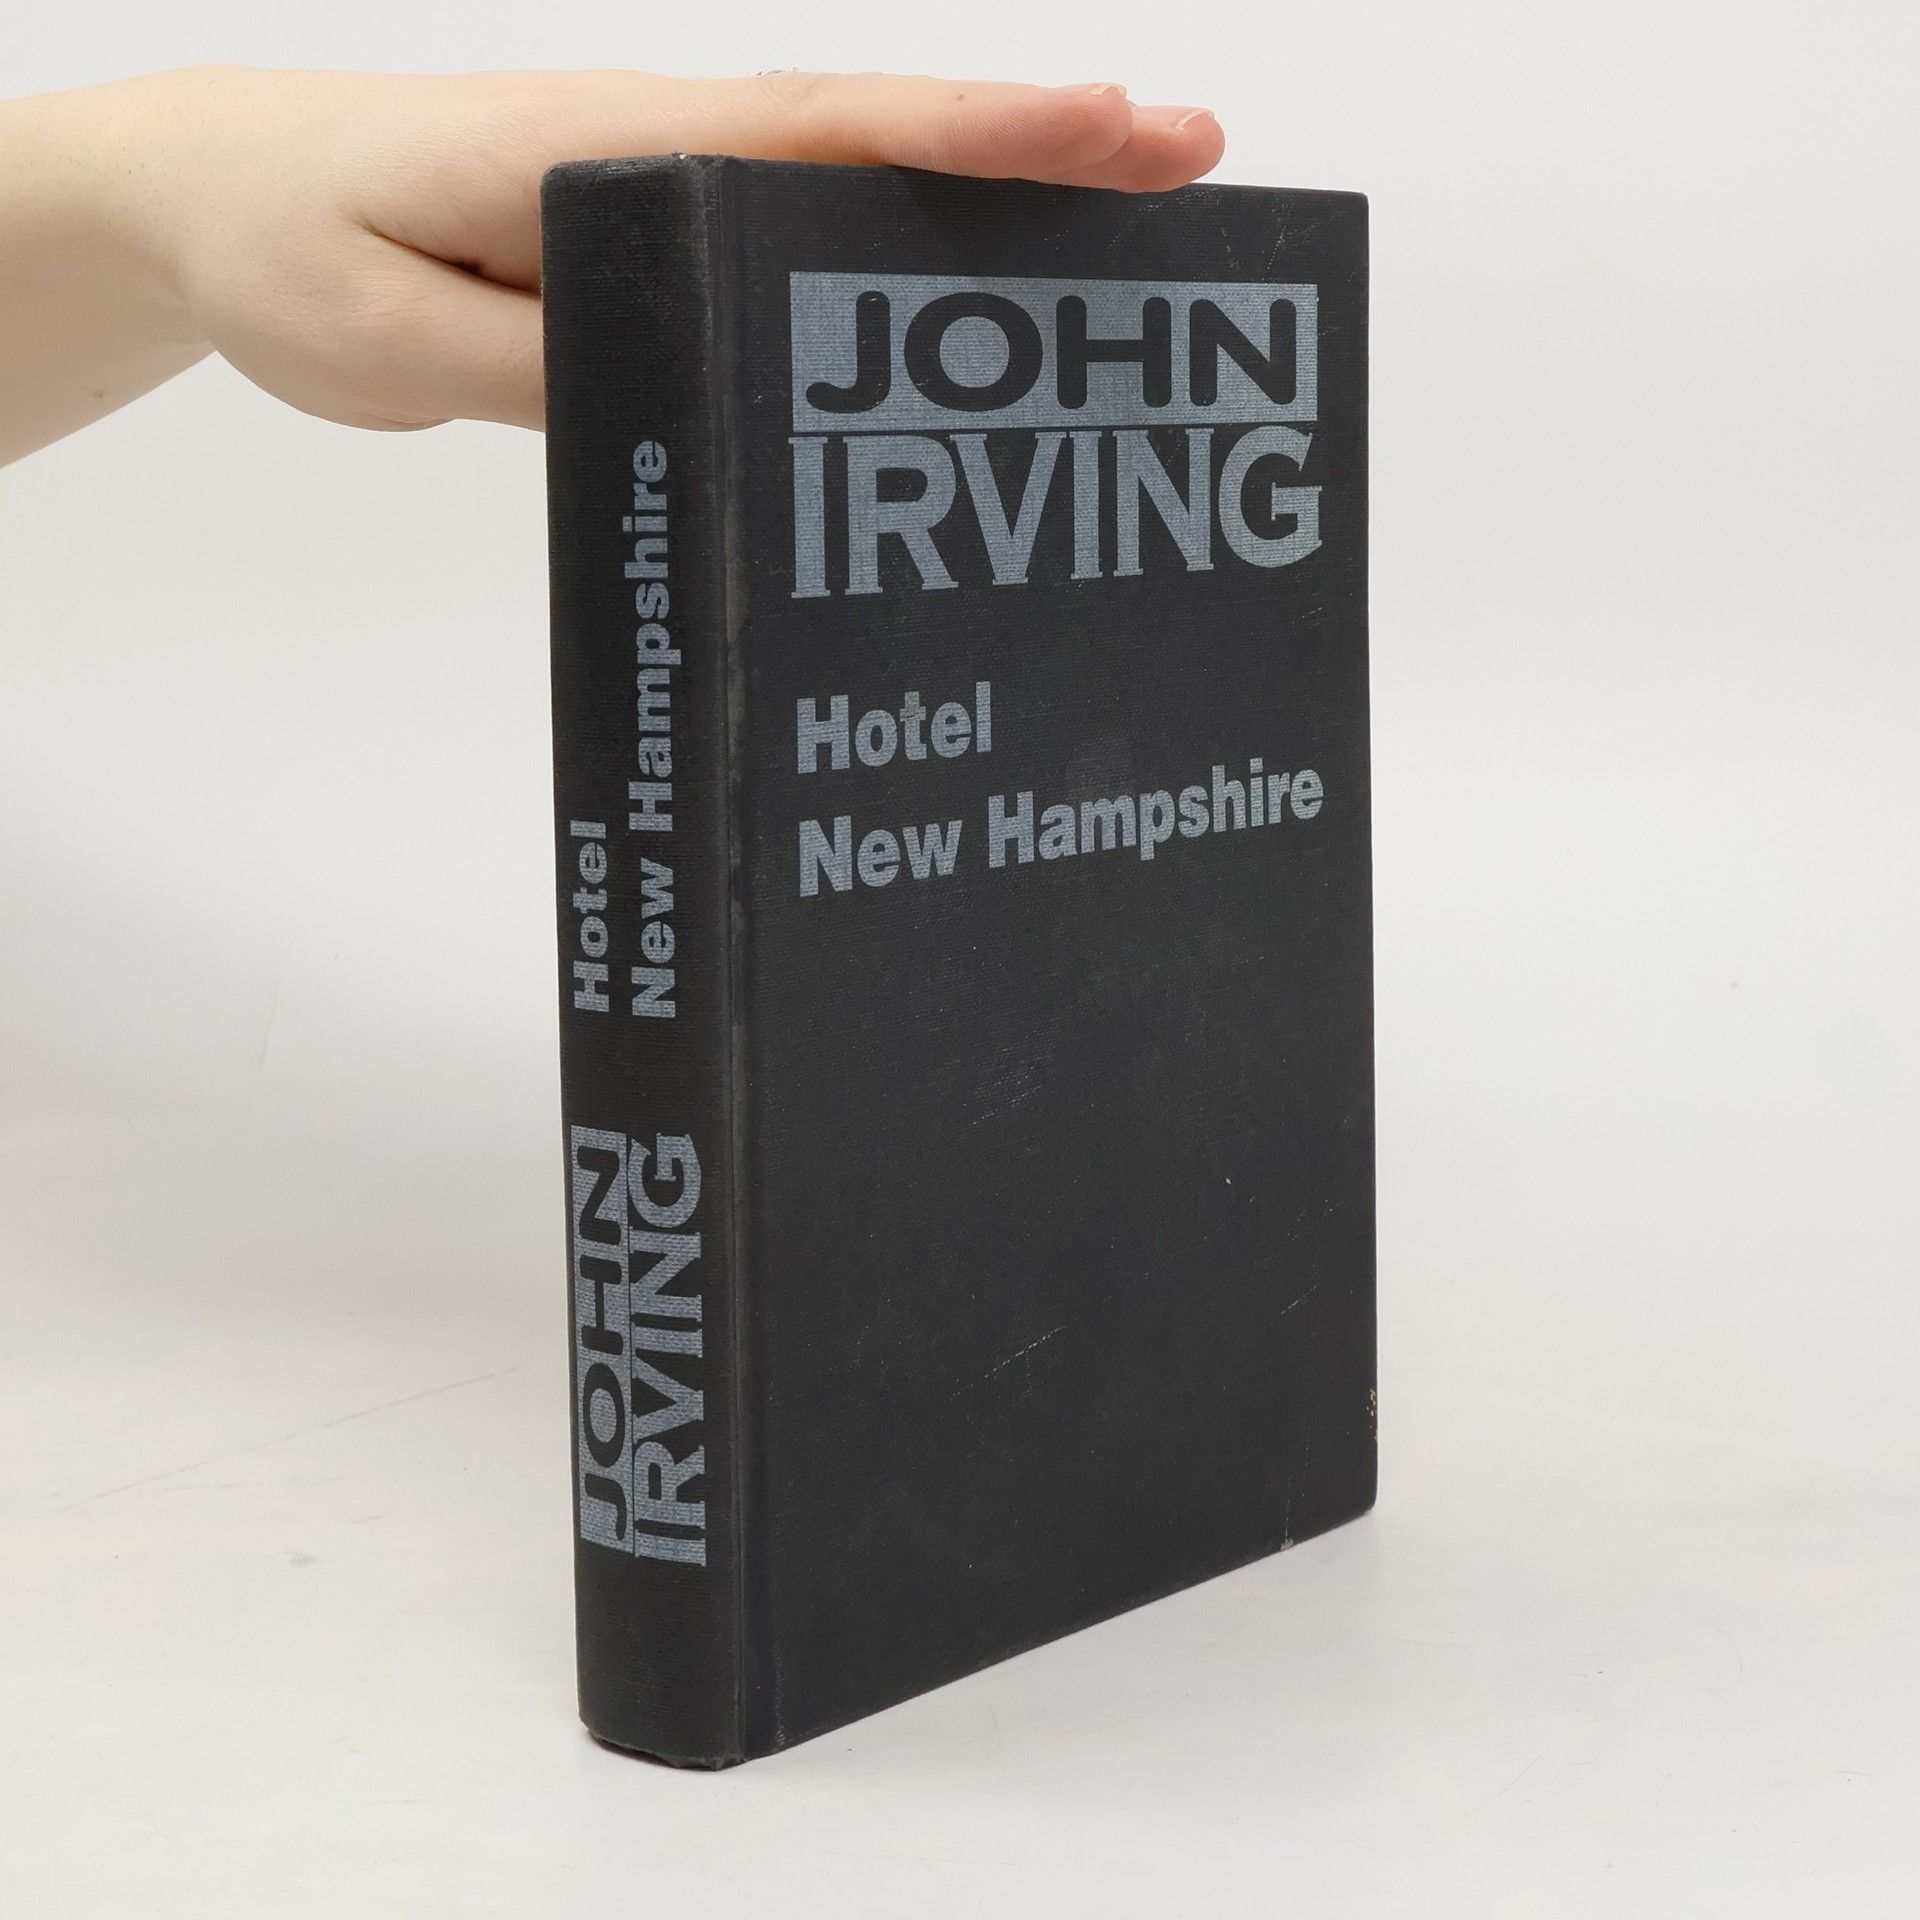 JOHN
IRVING
Hotel
New Hampshire
Hotel
New Hampshire
JOHN
IRVING